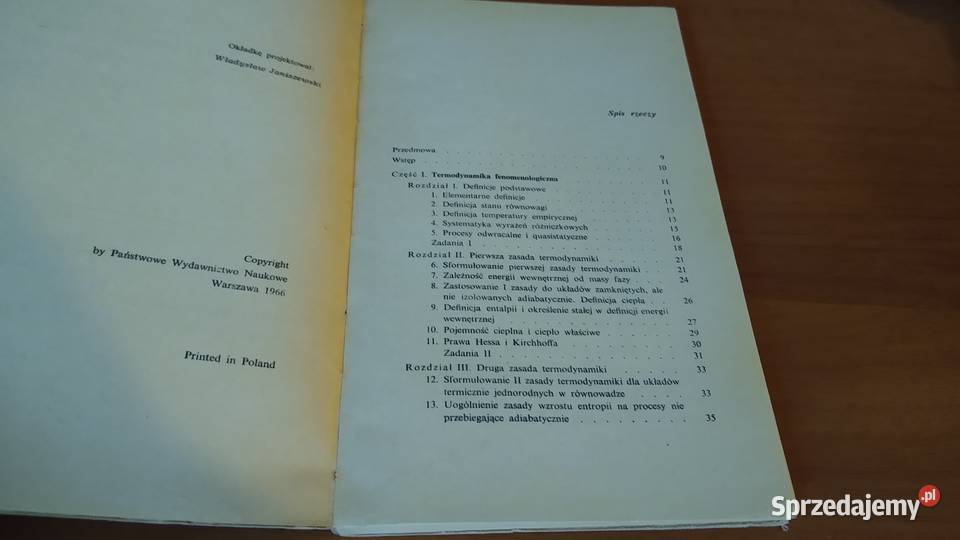 Okładkę projektował:
Władysław Janiszewski
Copyright
by Państwowe Wydawnictwo Naukowe
Warszawa 1966
Printed in Poland
Spis rzeczy
Przedmowa . . . . . . . . . . . . . . . . . . 9
Wstęp . . . . . . . . . . . . . . . . . . 10
Część I. Termodynamika fenomenologiczna . . . . . . . . 11
Rozdział I. Definicje podstawowe . . . . . . . . 11
1. Elementarne definicje . . . . . . . . 11
2. Definicja stanu równowagi . . . . . . . . 13
3. Definicja temperatury empirycznej . . . . . . . 13
4. Systematyka wyrażeń różniczkowych . . . . . . 15
5. Procesy odwracalne i quasistatyczne . . . . . . 16
Zadania I . . . . . . . . . . . . . 18
Rozdział II. Pierwsza zasada termodynamiki . . . . . . 21
6. Sformułowanie pierwszej zasady termodynamiki . . . 21
7. Zależność energii wewnętrznej od masy fazy . . . 24
8. Zastosowanie I zasady do układów zamkniętych, ale
nie izolowanych adiabatycznie. Definicja ciepła . . . 26
9. Definicja entalpii i określenie stałej w definicji energii
wewnętrznej . . . . . . . . . . . . 27
10. Pojemność cieplna i ciepło właściwe . . . . . . 29
11. Prawa Hessa i Kirchhoffa . . . . . . . . 30
Zadania II . . . . . . . . . . . . . 31
Rozdział III. Druga zasada termodynamiki . . . . . 33
12. Sformułowanie II zasady termodynamiki dla układów
termicznie jednorodnych w równowadze . . . . 33
13. Uogólnienie zasady wzrostu entropii na procesy nie
przebiegające adiabatycznie . . . . . . . . . 35
Sprzedajemy.pl